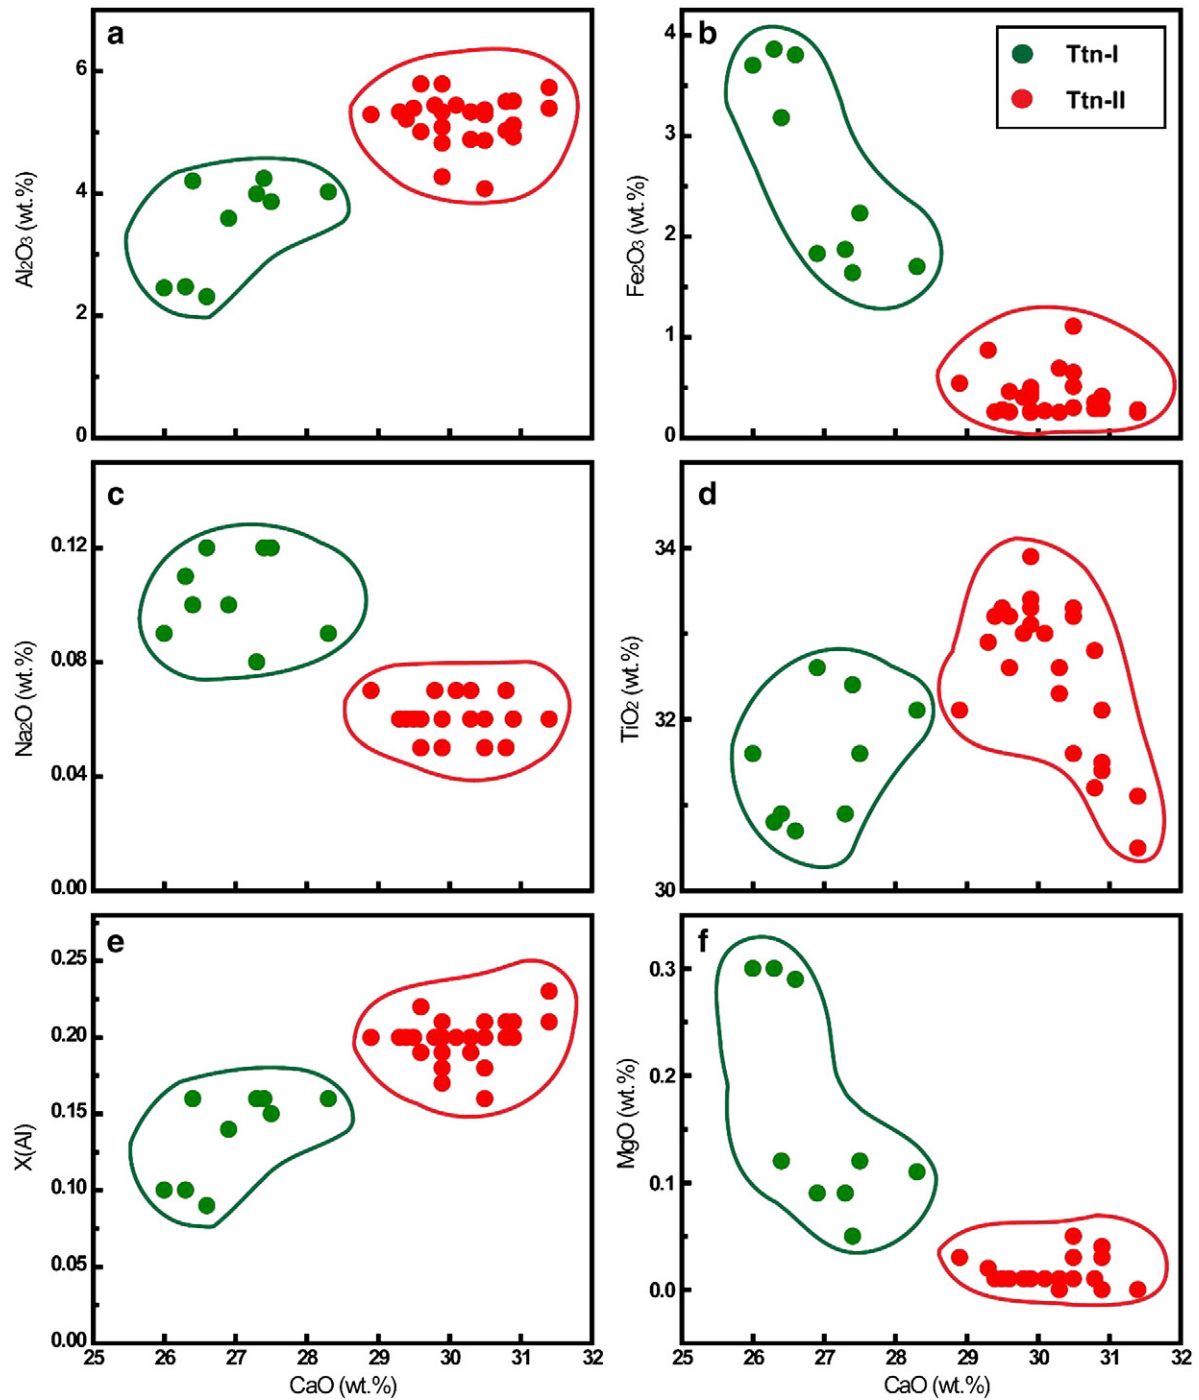 a
6
4
2
0
Al2O3 (wt.%)
b
Ttn-I
Ttn-II
4
3
2
1
0
Fe2O3 (wt.%)
c
0.12
0.08
0.04
0.00
Na2O (wt.%)
d
34
32
30
TiO2 (wt.%)
e
0.25
0.20
0.15
0.10
0.05
0.00
X(Al)
25 26 27 28 29 30 31 32
CaO (wt.%)
f
0.3
0.2
0.1
0.0
MgO (wt.%)
25 26 27 28 29 30 31 32
CaO (wt.%)